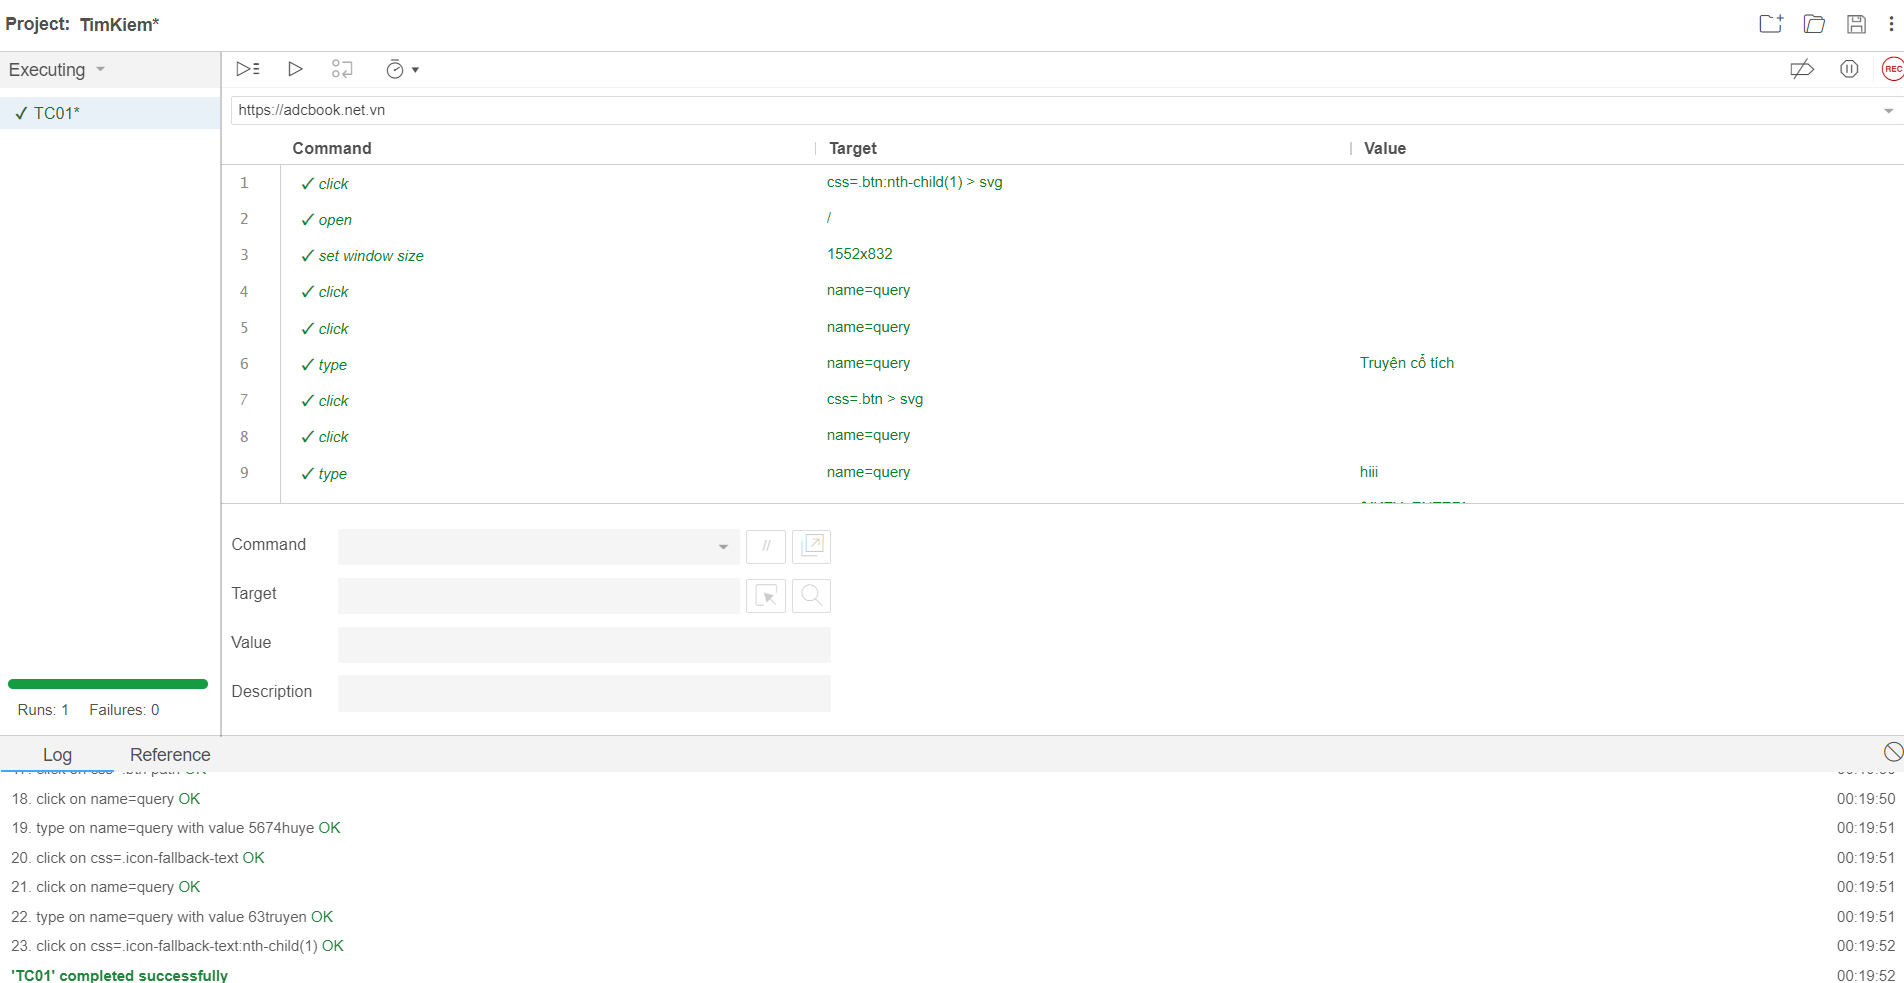 Project: TimKiem*
Executing
REC
✓ TC01*
https://adcbook.net.vn
Command Target Value
1 ✓ click css=.btn:nth-child(1) > svg
2 ✓ open /
3 ✓ set window size 1552x832
4 ✓ click name=query
5 ✓ click name=query
6 ✓ type name=query Truyện cổ tích
7 ✓ click css=.btn > svg
8 ✓ click name=query
9 ✓ type name=query hiii
Command //
Target
Value
Description
Runs: 1 Failures: 0
Log Reference
18. click on name=query OK 00:19:50
19. type on name=query with value 5674huye OK 00:19:51
20. click on css=.icon-fallback-text OK 00:19:51
21. click on name=query OK 00:19:51
22. type on name=query with value 63truyen OK 00:19:51
23. click on css=.icon-fallback-text:nth-child(1) OK 00:19:52
'TC01' completed successfully 00:19:52